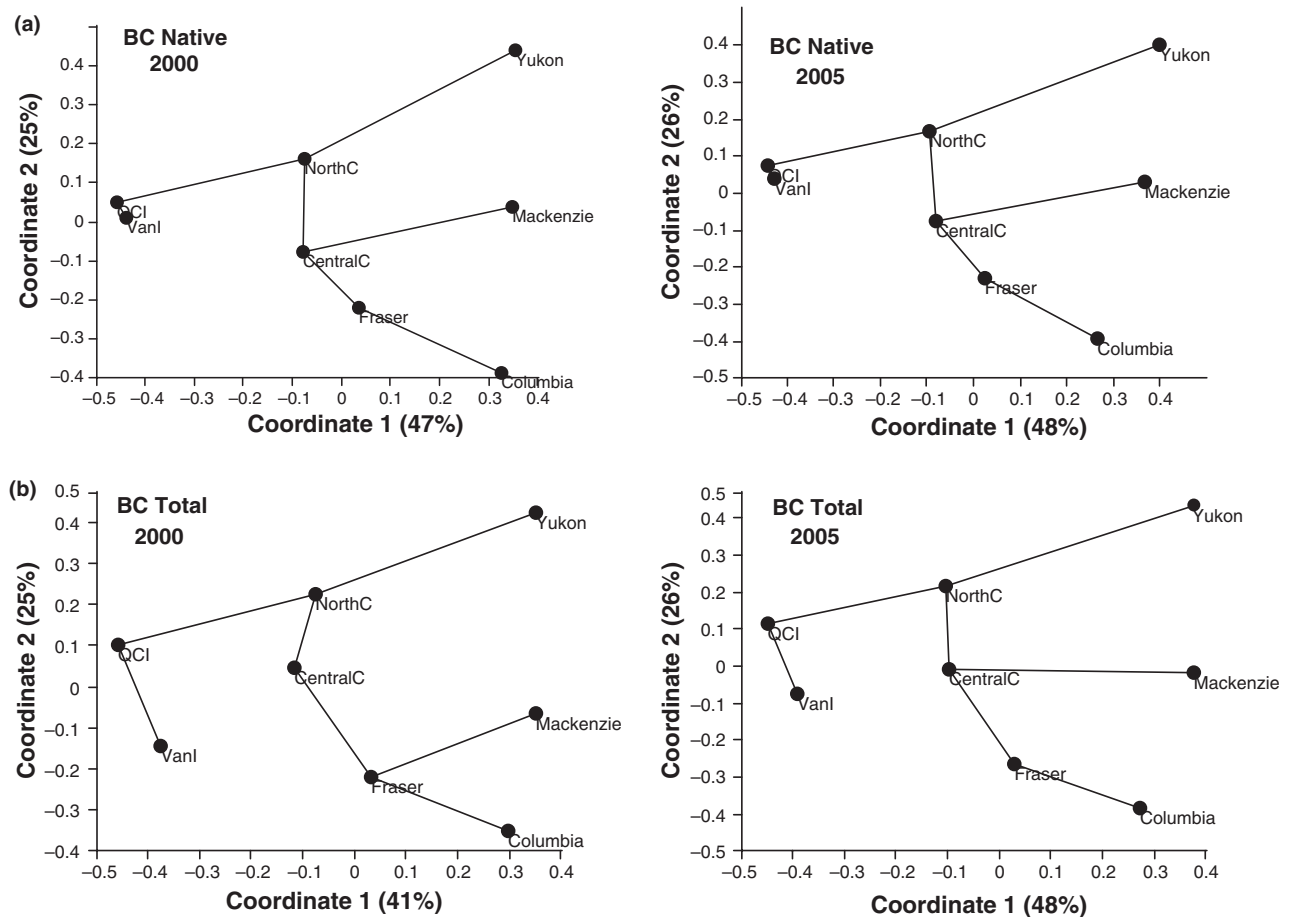 (a)
BC Native
2000
Coordinate 2 (25%)
0.4
0.3
0.2
0.1
0
–0.1
–0.2
–0.3
–0.4
Yukon
NorthC
QCI
VanI
Mackenzie
CentralC
Fraser
Columbia
–0.5 –0.4 –0.3 –0.2 –0.1 0 0.1 0.2 0.3 0.4
Coordinate 1 (47%)
BC Native
2005
Coordinate 2 (26%)
0.4
0.3
0.2
0.1
0
–0.1
–0.2
–0.3
–0.4
–0.5
Yukon
NorthC
QCI
VanI
Mackenzie
CentralC
Fraser
Columbia
–0.5 –0.4 –0.3 –0.2 –0.1 0 0.1 0.2 0.3 0.4
Coordinate 1 (48%)
(b)
BC Total
2000
Coordinate 2 (25%)
0.5
0.4
0.3
0.2
0.1
0
–0.1
–0.2
–0.3
–0.4
Yukon
NorthC
QCI
CentralC
Mackenzie
VanI
Fraser
Columbia
–0.5 –0.4 –0.3 –0.2 –0.1 0 0.1 0.2 0.3 0.4
Coordinate 1 (41%)
BC Total
2005
Coordinate 2 (26%)
0.5
0.4
0.3
0.2
0.1
0
–0.1
–0.2
–0.3
–0.4
–0.5
Yukon
NorthC
QCI
CentralC
Mackenzie
VanI
Fraser
Columbia
–0.5 –0.4 –0.3 –0.2 –0.1 0 0.1 0.2 0.3 0.4
Coordinate 1 (48%)